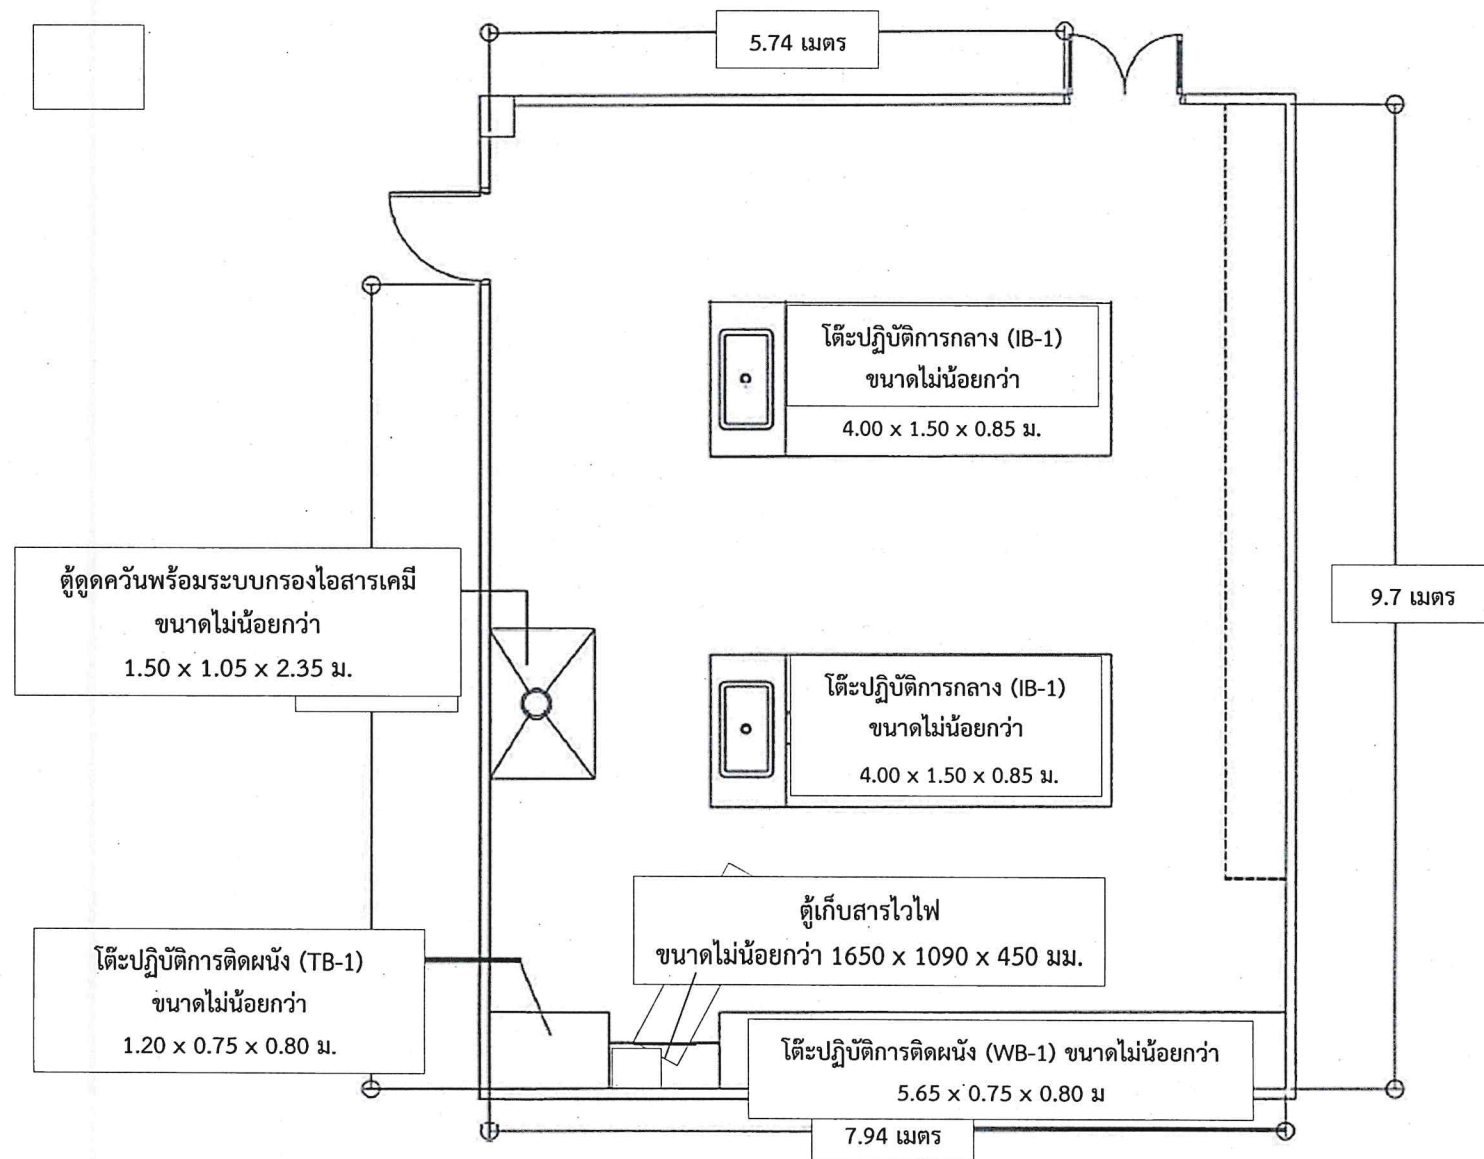 5.74 เมตร
โต๊ะปฏิบัติการกลาง (IB-1)
ขนาดไม่น้อยกว่า
4.00 x 1.50 x 0.85 ม.
ตู้ดูดควันพร้อมระบบกรองไอสารเคมี
ขนาดไม่น้อยกว่า
1.50 x 1.05 x 2.35 ม.
9.7 เมตร
โต๊ะปฏิบัติการกลาง (IB-1)
ขนาดไม่น้อยกว่า
4.00 x 1.50 x 0.85 ม.
ตู้เก็บสารไวไฟ
ขนาดไม่น้อยกว่า 1650 x 1090 x 450 มม.
โต๊ะปฏิบัติการติดผนัง (TB-1)
ขนาดไม่น้อยกว่า
1.20 x 0.75 x 0.80 ม.
โต๊ะปฏิบัติการติดผนัง (WB-1) ขนาดไม่น้อยกว่า
5.65 x 0.75 x 0.80 ม
7.94 เมตร